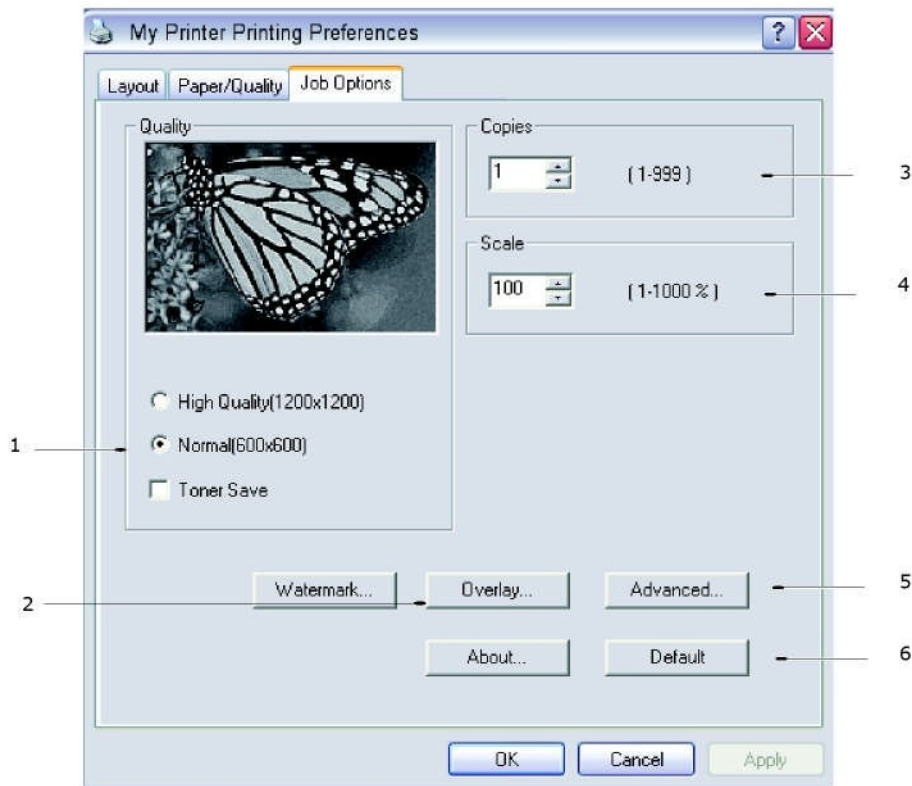 My Printer Printing Preferences
Layout Paper/Quality Job Options
Quality
Copies
1 (1-999) 3
Scale
100 (1-1000 %) 4
High Quality(1200x1200)
1 Normal(600x600)
Toner Save
Watermark... Overlay... Advanced... 5
2
About... Default 6
OK Cancel Apply